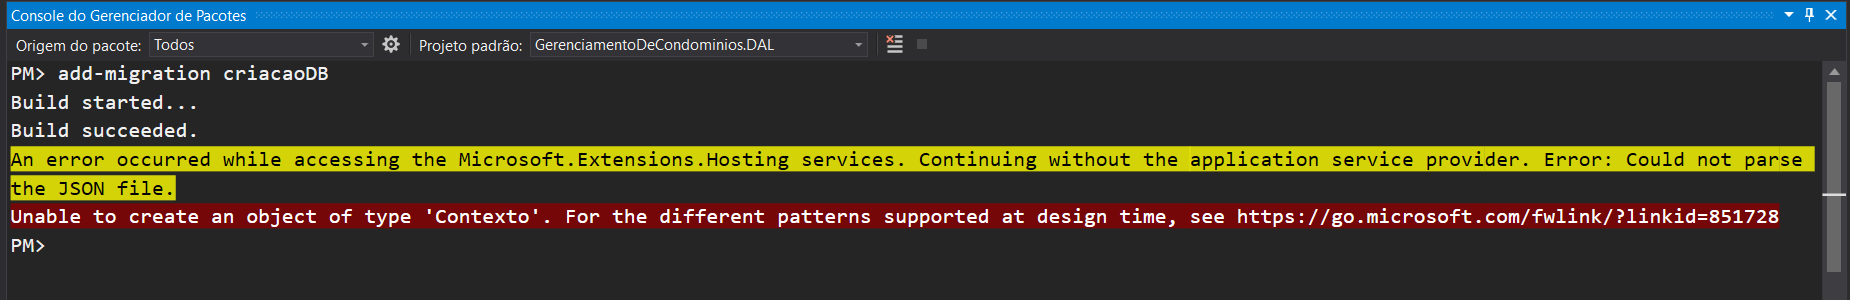 Console do Gerenciador de Pacotes
Origem do pacote: Todos Projeto padrão: GerenciamentoDeCondominios.DAL
PM> add-migration criacaoDB
Build started...
Build succeeded.
An error occurred while accessing the Microsoft.Extensions.Hosting services. Continuing without the application service provider. Error: Could not parse
the JSON file.
Unable to create an object of type 'Contexto'. For the different patterns supported at design time, see https://go.microsoft.com/fwlink/?linkid=851728
PM>